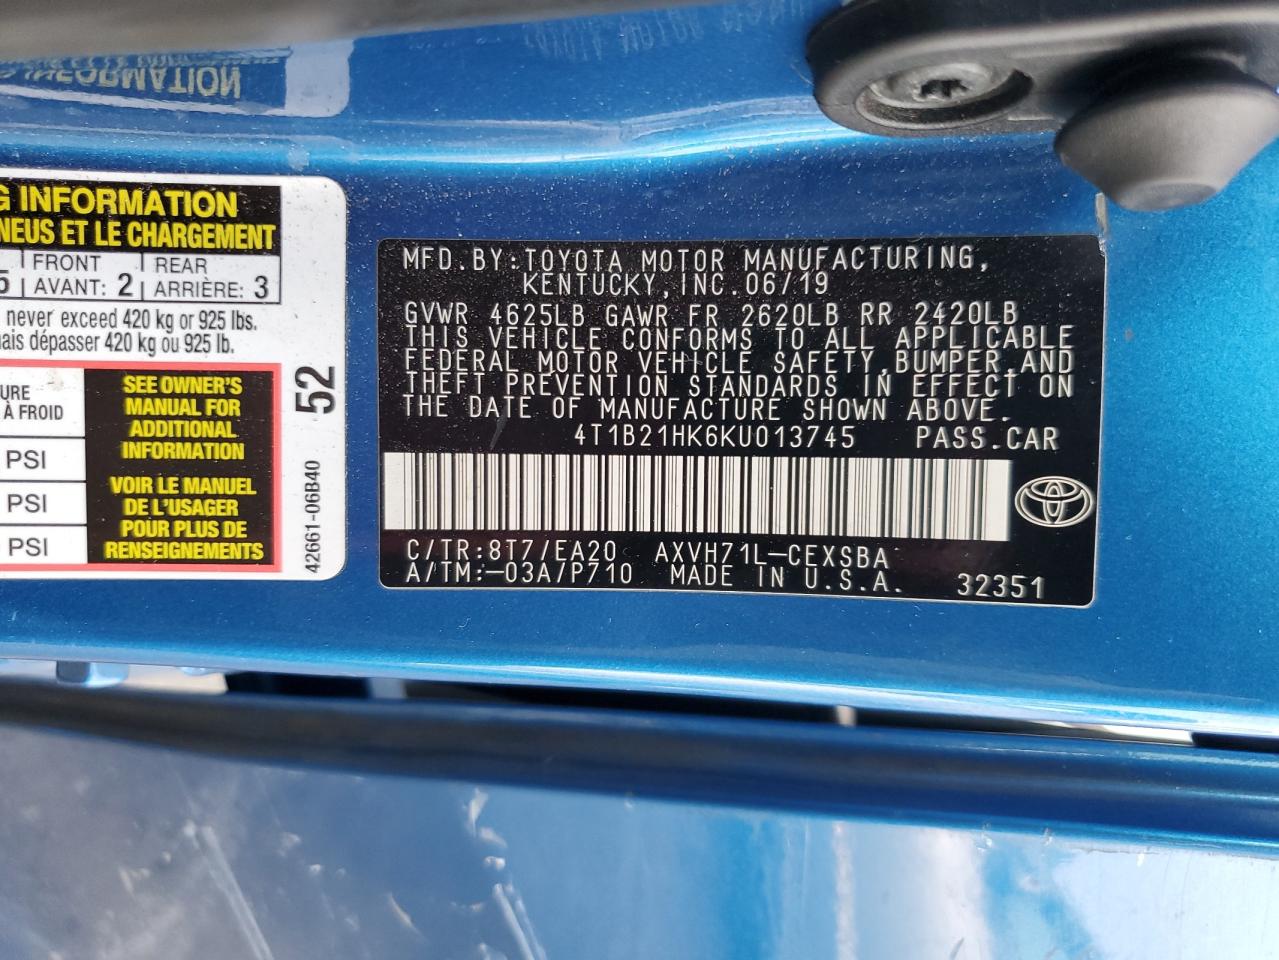 G INFORMATION
NEUS ET LE CHARGEMENT
5 FRONT REAR
AVANT: 2 ARRIÈRE: 3
never exceed 420 kg or 925 lbs.
mais dépasser 420 kg ou 925 lb.
URE
À FROID
PSI
PSI
PSI
SEE OWNER'S
MANUAL FOR
ADDITIONAL
INFORMATION
VOIR LE MANUEL
DE L'USAGER
POUR PLUS DE
RENSEIGNEMENTS
52
42661-06B40
MFD.BY:TOYOTA MOTOR MANUFACTURING,
KENTUCKY,INC.06/19
GVWR 4625LB GAWR FR 2620LB RR 2420LB
THIS VEHICLE CONFORMS TO ALL APPLICABLE
FEDERAL MOTOR VEHICLE SAFETY,BUMPER,AND
THEFT PREVENTION STANDARDS IN EFFECT ON
THE DATE OF MANUFACTURE SHOWN ABOVE.
4T1B21HK6KU013745 PASS.CAR
C/TR:8T7/EA20 AXVH71L-CEXSBA
A/TM:-03A/P710 MADE IN U.S.A. 32351